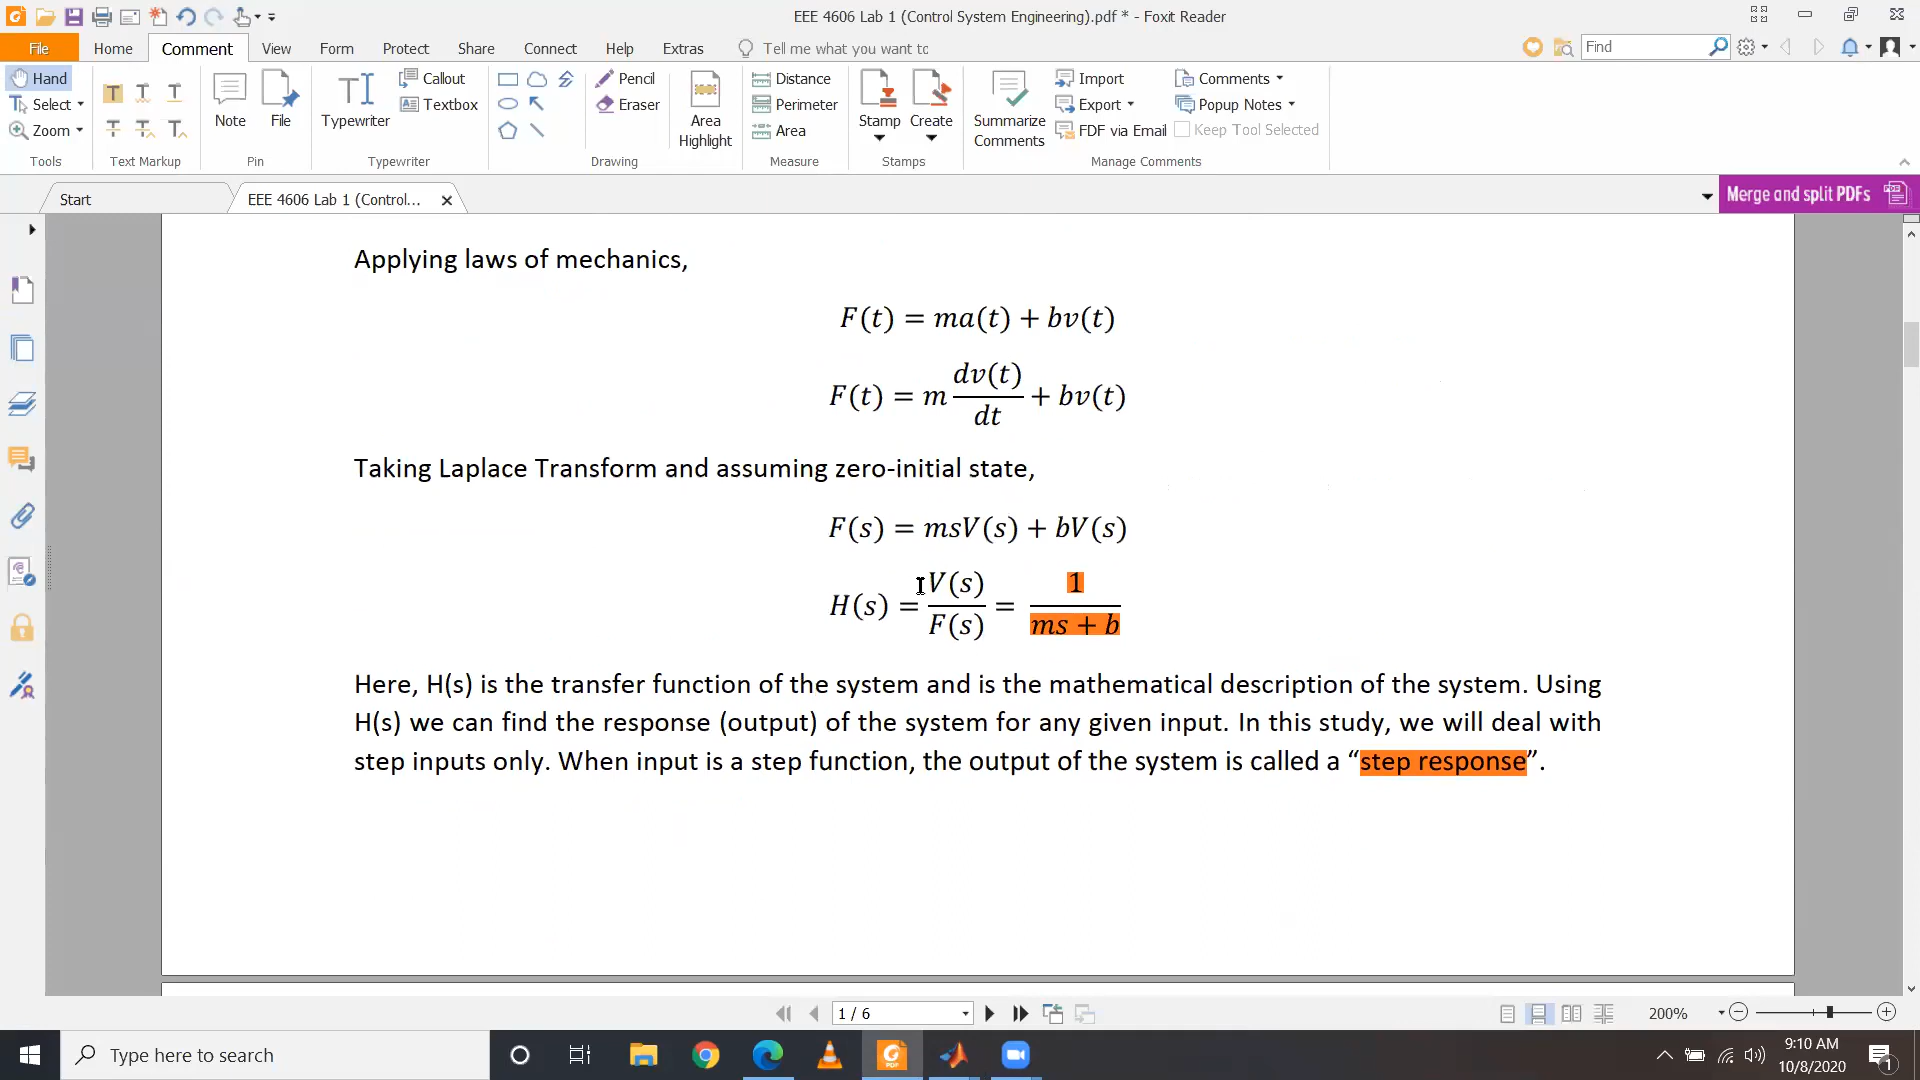 EEE 4606 Lab 1 (Control System Engineering).pdf * - Foxit Reader
File Home Comment View Form Protect Share Connect Help Extras Tell me what you want to Find
Hand
Select
Zoom
Tools
Text Markup
Note
File
Pin
Typewriter
Callout
Textbox
Typewriter
Pencil
Eraser
Drawing
Area
Highlight
Distance
Perimeter
Area
Measure
Stamp
Create
Stamps
Summarize
Comments
Import
Export
FDF via Email
Comments
Popup Notes
Keep Tool Selected
Manage Comments
Start
EEE 4606 Lab 1 (Control...
Merge and split PDFs
Applying laws of mechanics,
F(t) = ma(t) + bv(t)
F(t) = m dv(t)/dt + bv(t)
Taking Laplace Transform and assuming zero-initial state,
F(s) = msV(s) + bV(s)
H(s) = V(s)/F(s) = 1/(ms + b)
Here, H(s) is the transfer function of the system and is the mathematical description of the system. Using
H(s) we can find the response (output) of the system for any given input. In this study, we will deal with
step inputs only. When input is a step function, the output of the system is called a “step response”.
1 / 6
200%
Type here to search
9:10 AM
10/8/2020
1